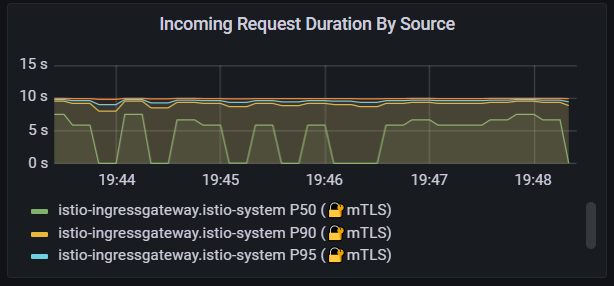 Incoming Request Duration By Source
15 s
10 s
5 s
0 s
19:44 19:45 19:46 19:47 19:48
istio-ingressgateway.istio-system P50 (🔐mTLS)
istio-ingressgateway.istio-system P90 (🔐mTLS)
istio-ingressgateway.istio-system P95 (🔐mTLS)